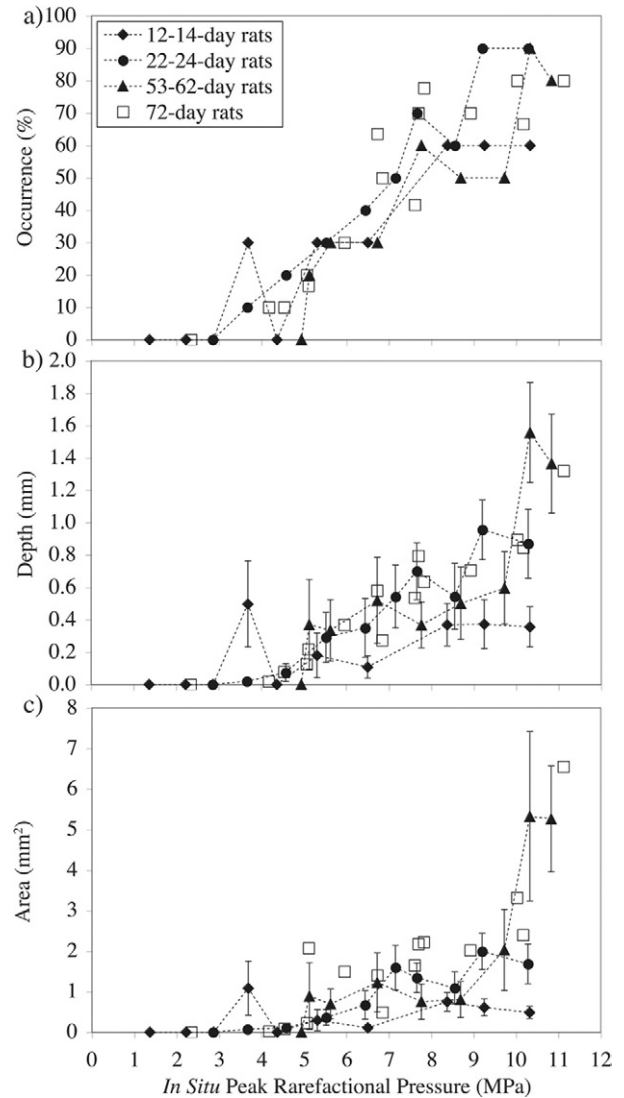 a)
100
90
80
70
60
50
40
30
20
10
0
Occurrence (%)
12-14-day rats
22-24-day rats
53-62-day rats
72-day rats
b)
2.0
1.8
1.6
1.4
1.2
1.0
0.8
0.6
0.4
0.2
0.0
Depth (mm)
c)
8
7
6
5
4
3
2
1
0
Area (mm²)
0 1 2 3 4 5 6 7 8 9 10 11 12
In Situ Peak Rarefactional Pressure (MPa)